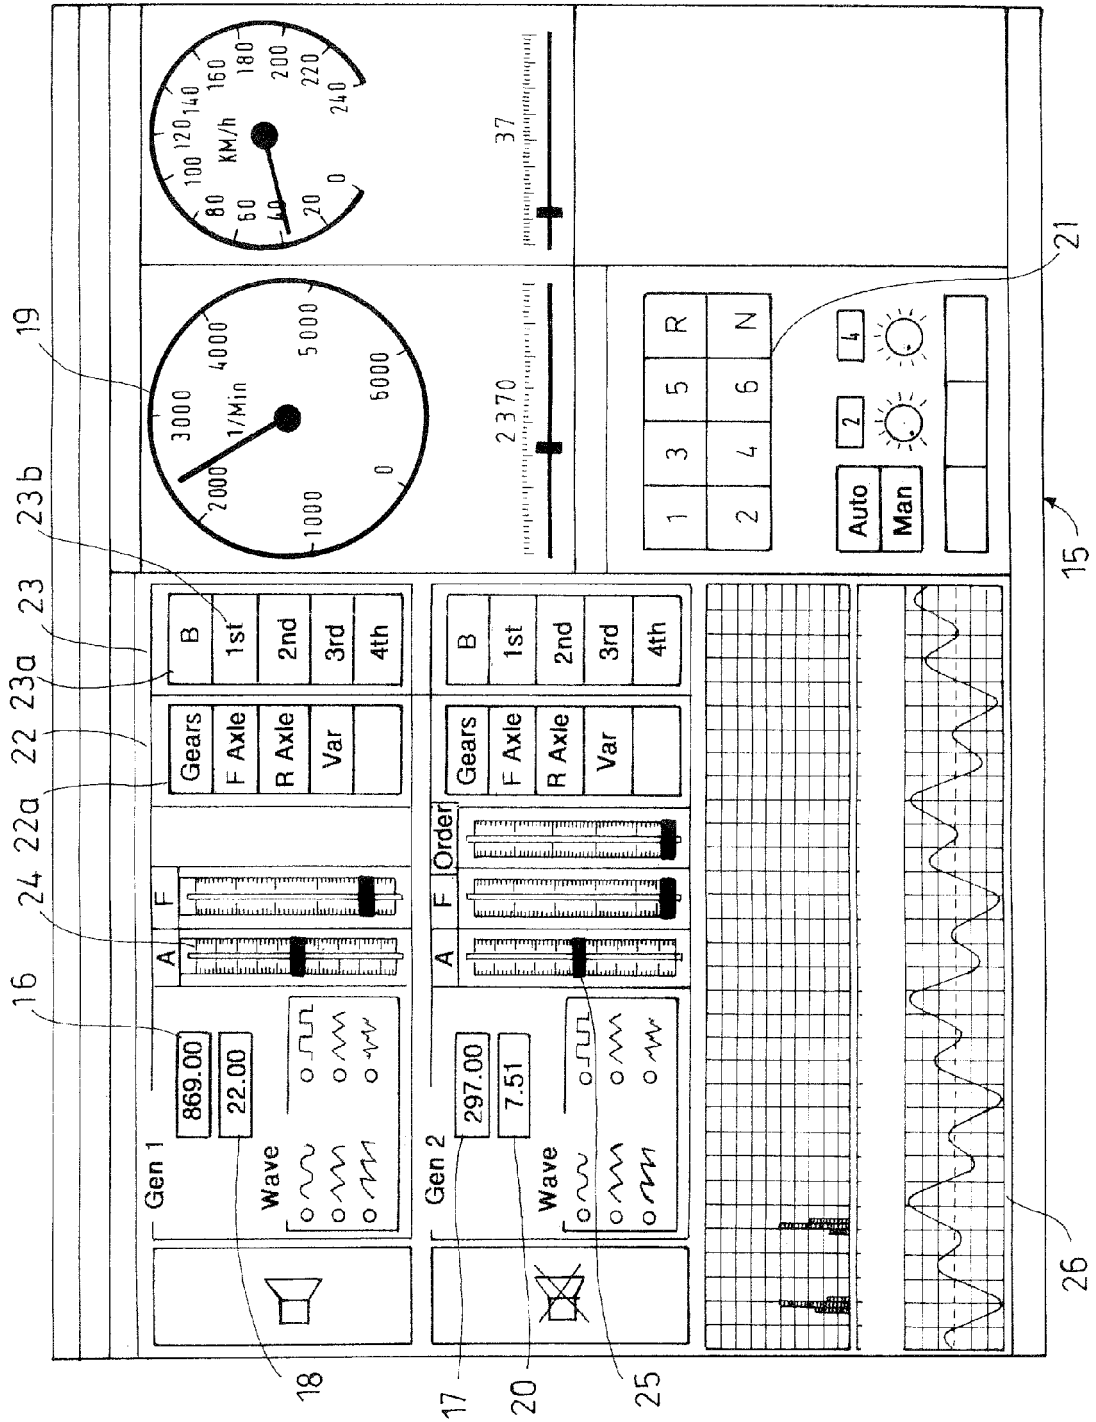 16
24
22a
22
23a
23
23b
19
Gen 1
869.00
22.00
Wave
A
F
Gears
F Axle
R Axle
Var
B
1st
2nd
3rd
4th
Gen 2
297.00
7.51
Wave
A
F
Order
Gears
F Axle
R Axle
Var
B
1st
2nd
3rd
4th
0
1000
2000
3000
4000
5000
6000
1/Min
2370
0
20
40
60
80
100
120
140
160
180
200
220
240
KM/h
37
1 3 5 R
2 4 6 N
Auto
Man
2
4
18
17
20
25
26
15
21